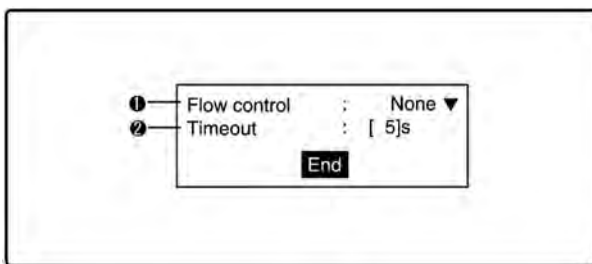 ❶ Flow control : None ▼
❷ Timeout : [ 5]s
End